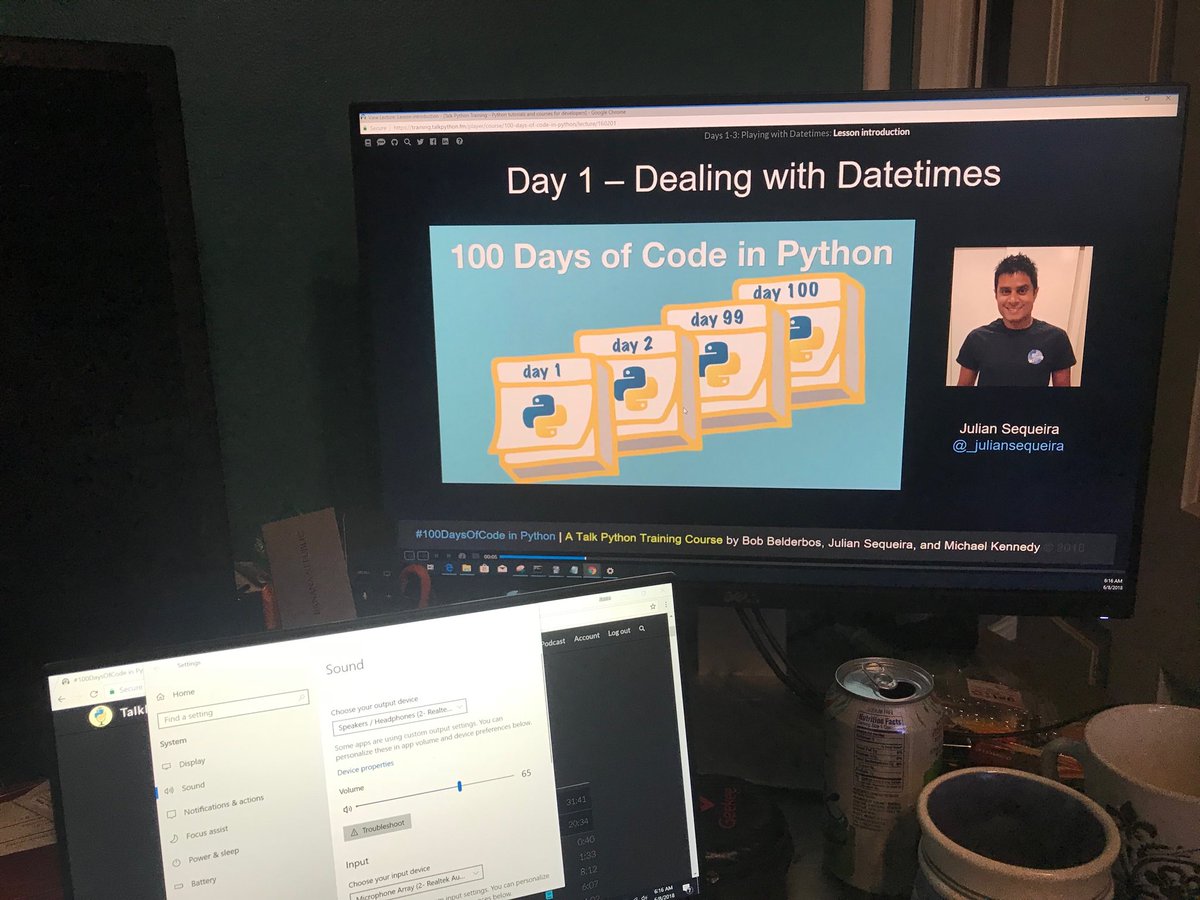 View Lecture: Lesson introduction - [Talk Python Training - Python tutorials and courses for developers] - Google Chrome
Secure | https://training.talkpython.fm/player/course/100-days-of-code-in-python/lecture/160201
Days 1-3: Playing with Datetimes: Lesson introduction
Day 1 – Dealing with Datetimes
100 Days of Code in Python
day 1
day 2
day 99
day 100
Julian Sequeira
@_juliansequeira
#100DaysOfCode in Python | A Talk Python Training Course by Bob Belderbos, Julian Sequeira, and Michael Kennedy © 2018
00:05
6:16 AM
6/8/2018
#100DaysOfCode in Py
Secure
Talk
Podcast
Account
Log out
Settings
Home
Find a setting
System
Display
Sound
Notifications & actions
Focus assist
Power & sleep
Battery
Sound
Choose your output device
Speakers / Headphones (2- Realte...
Some apps are using custom output settings. You can
personalize these in app volume and device preferences below.
Device properties
Volume
65
Troubleshoot
Input
Choose your input device
Microphone Array (2- Realtek Au...
input settings. You can personalize
31:41
20:34
0:40
1:33
8:12
6:07
6:16 AM
6/8/2018
Nutrition Facts